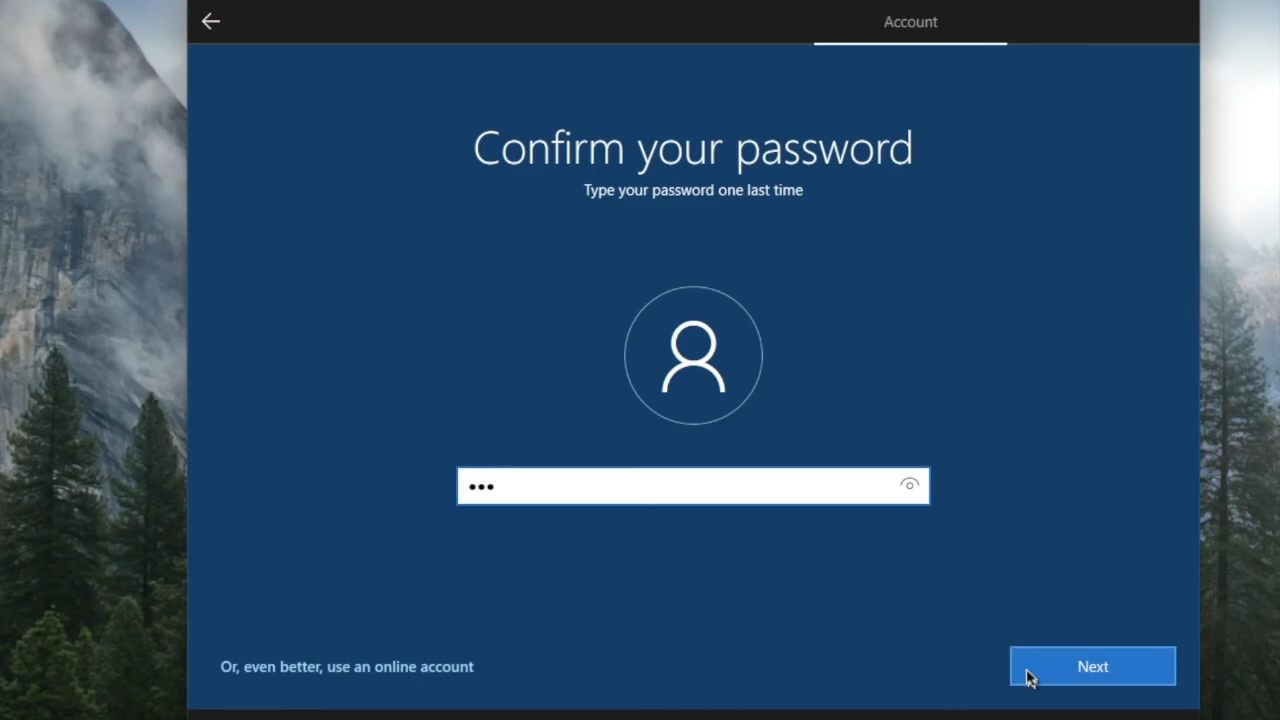 Account
Confirm your password
Type your password one last time
•••
Or, even better, use an online account
Next